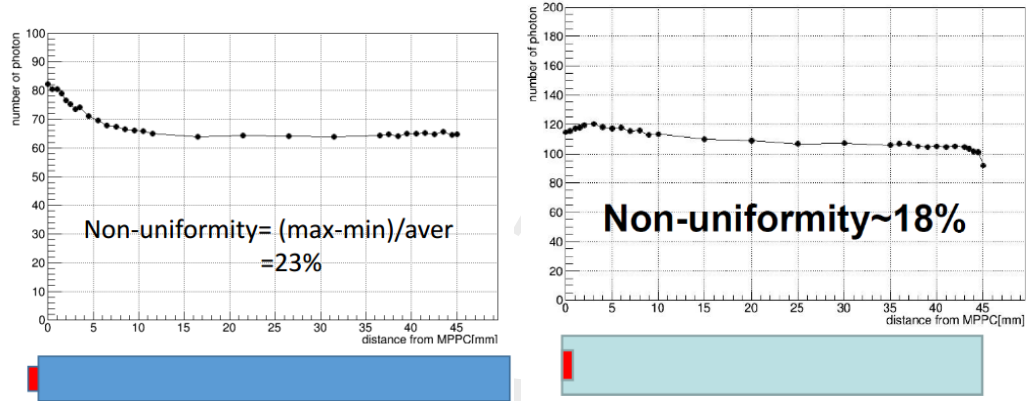 number of photon
100
90
80
70
60
50
40
30
20
10
0
Non-uniformity= (max-min)/aver
=23%
0 5 10 15 20 25 30 35 40 45
distance from MPPC[mm]
number of photon
200
180
160
140
120
100
80
60
40
20
0
Non-uniformity~18%
0 5 10 15 20 25 30 35 40 45
distance from MPPC[mm]